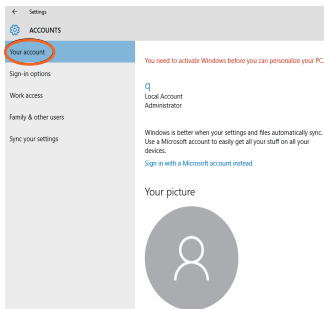 Settings
ACCOUNTS
Your account
Sign-in options
Work access
Family & other users
Sync your settings
You need to activate Windows before you can personalize your PC.
q
Local Account
Administrator
Windows is better when your settings and files automatically sync.
Use a Microsoft account to easily get all your stuff on all your
devices.
Sign in with a Microsoft account instead
Your picture